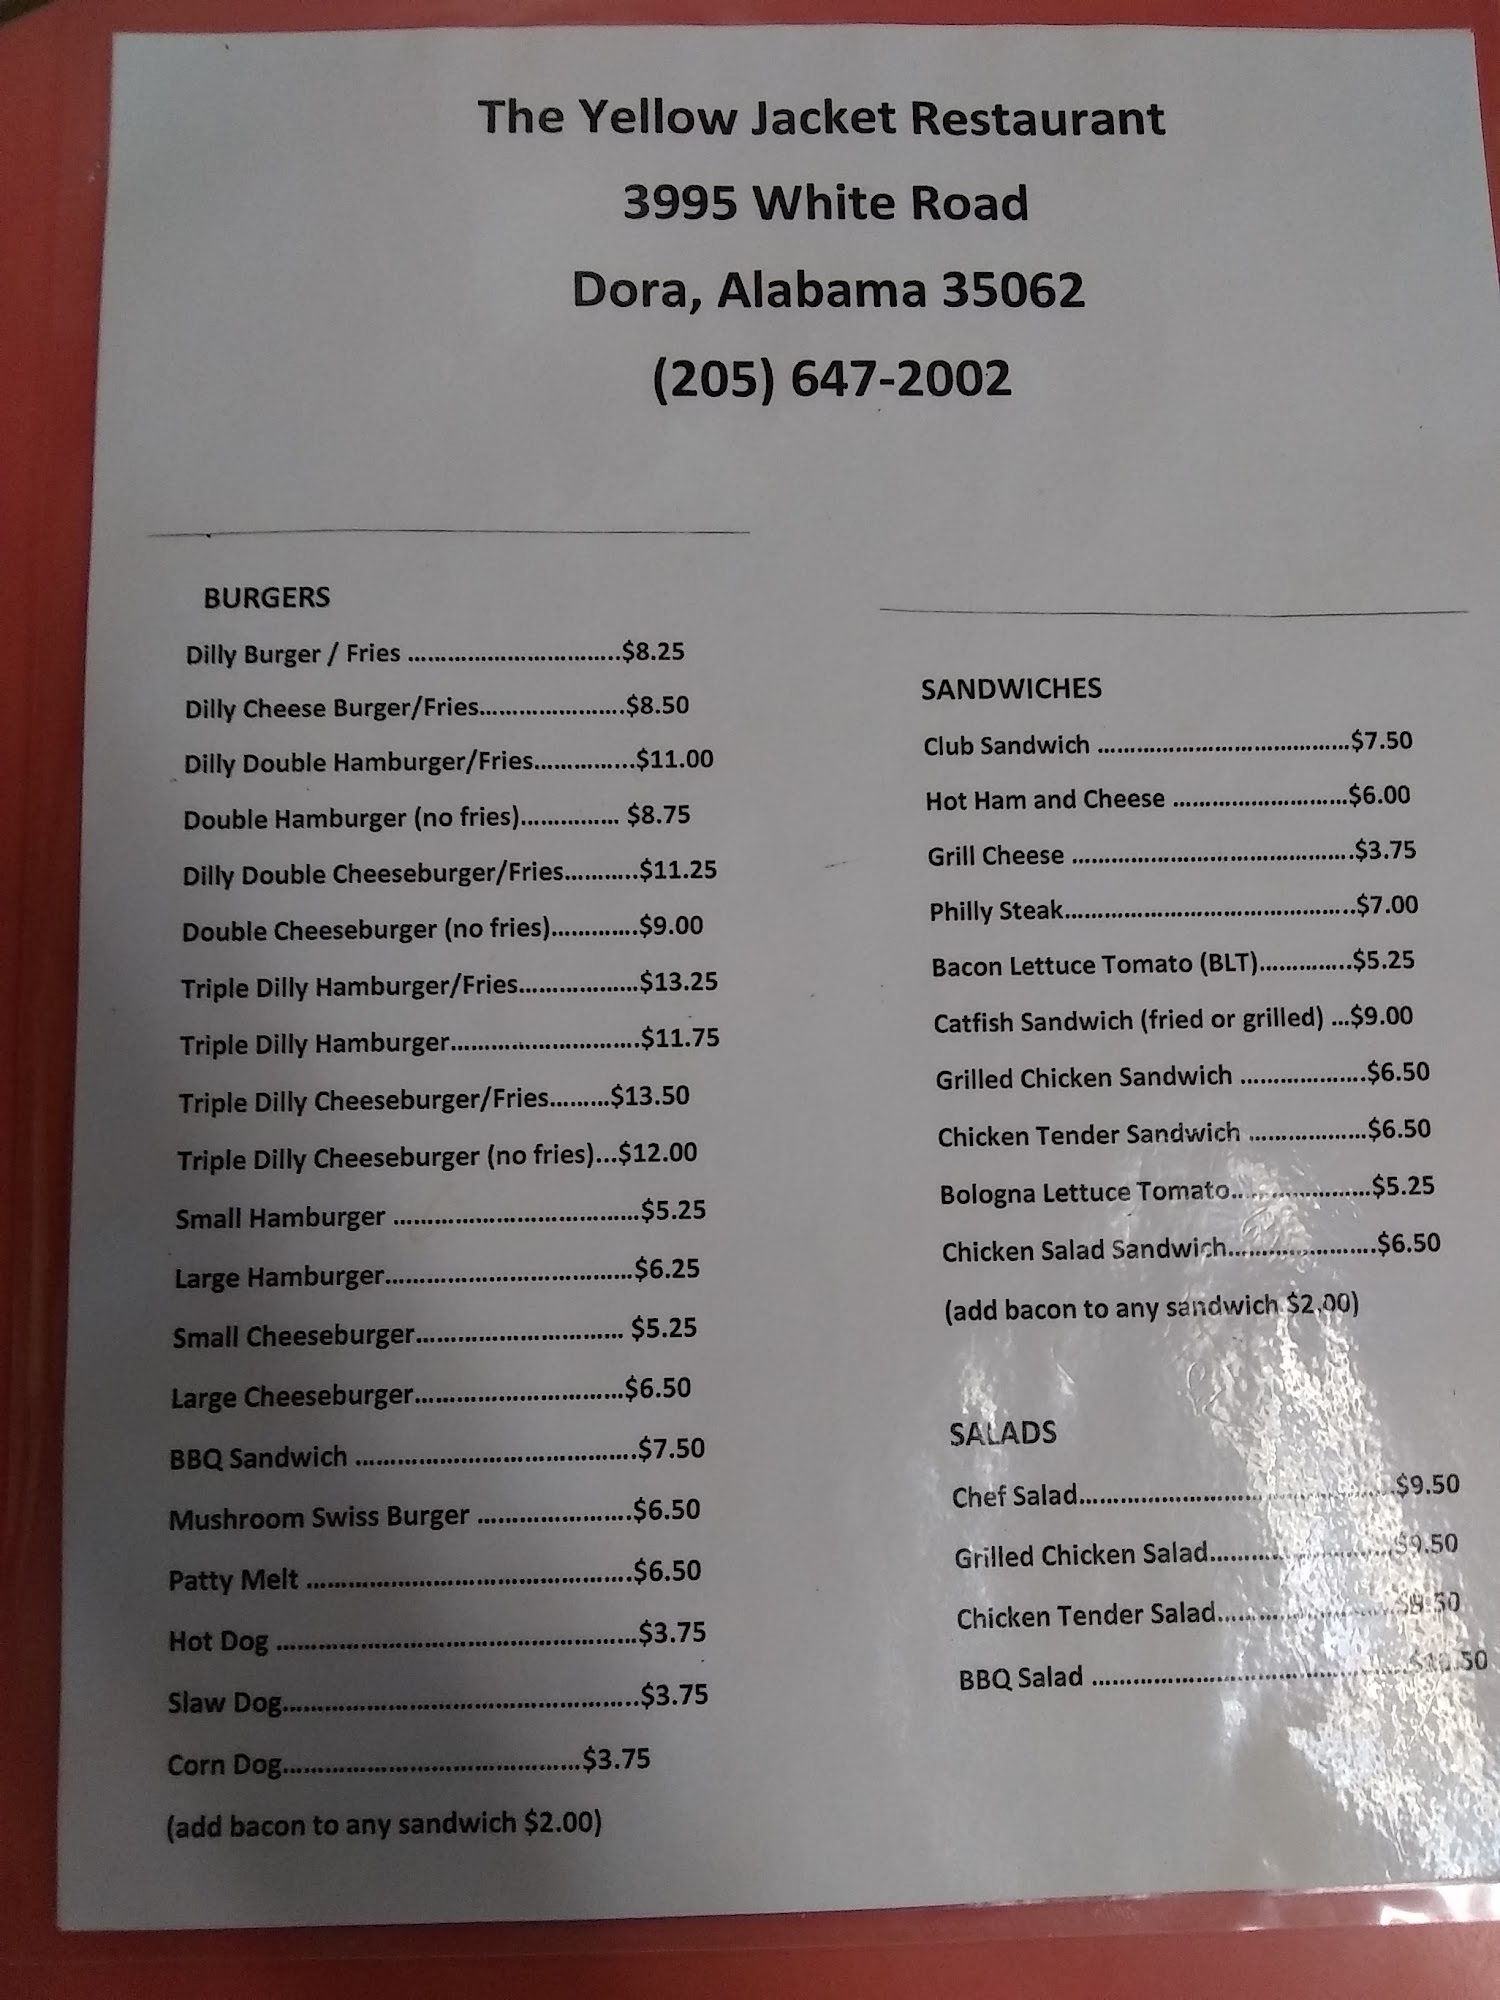 The Yellow Jacket Restaurant
3995 White Road
Dora, Alabama 35062
(205) 647-2002
BURGERS
Dilly Burger / Fries ................................$8.25
Dilly Cheese Burger/Fries......................$8.50
Dilly Double Hamburger/Fries...............$11.00
Double Hamburger (no fries)............... $8.75
Dilly Double Cheeseburger/Fries...........$11.25
Double Cheeseburger (no fries).............$9.00
Triple Dilly Hamburger/Fries..................$13.25
Triple Dilly Hamburger............................$11.75
Triple Dilly Cheeseburger/Fries.........$13.50
Triple Dilly Cheeseburger (no fries)...$12.00
Small Hamburger .....................................$5.25
Large Hamburger.....................................$6.25
Small Cheeseburger............................... $5.25
Large Cheeseburger...............................$6.50
BBQ Sandwich ..........................................$7.50
Mushroom Swiss Burger .......................$6.50
Patty Melt .................................................$6.50
Hot Dog ......................................................$3.75
Slaw Dog.....................................................$3.75
Corn Dog............................................$3.75
(add bacon to any sandwich $2.00)
SANDWICHES
Club Sandwich ......................................$7.50
Hot Ham and Cheese ..........................$6.00
Grill Cheese ..........................................$3.75
Philly Steak...........................................$7.00
Bacon Lettuce Tomato (BLT)..............$5.25
Catfish Sandwich (fried or grilled) ...$9.00
Grilled Chicken Sandwich ...................$6.50
Chicken Tender Sandwich ..................$6.50
Bologna Lettuce Tomato.....................$5.25
Chicken Salad Sandwich......................$6.50
(add bacon to any sandwich $2.00)
SALADS
Chef Salad...............................................$9.50
Grilled Chicken Salad...........................$9.50
Chicken Tender Salad...........................
BBQ Salad ...............................................